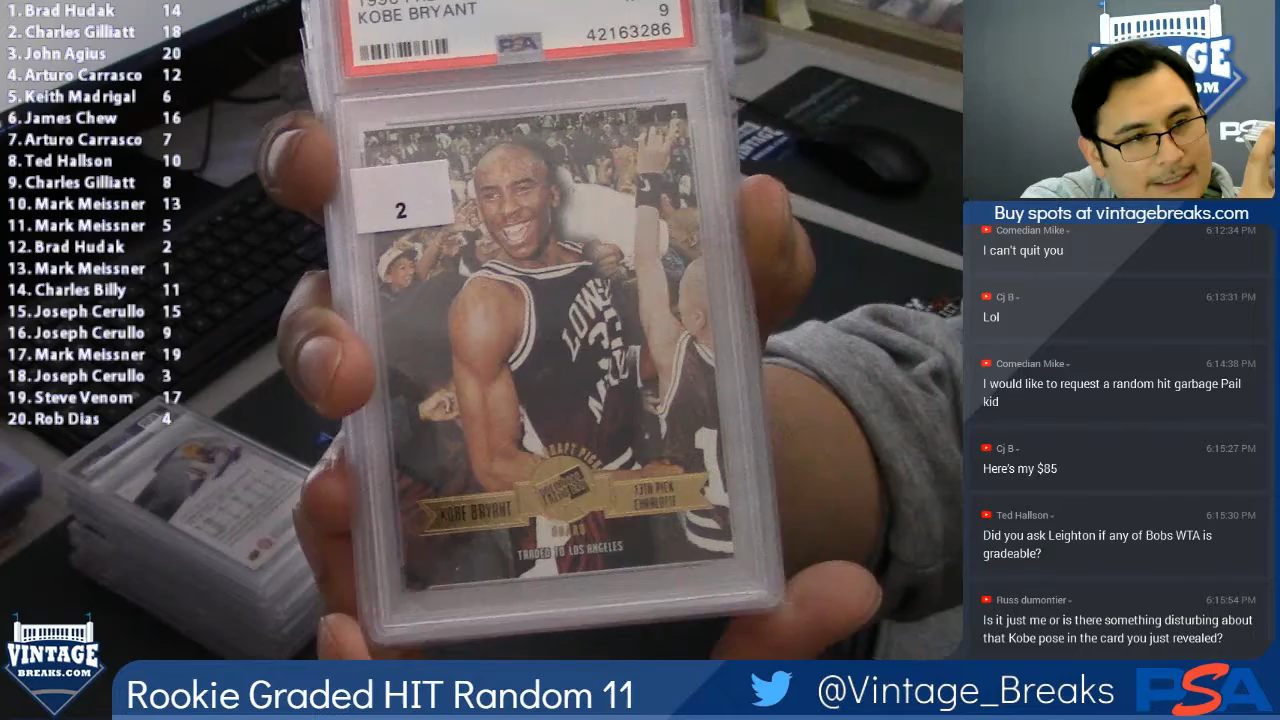 1. Brad Hudak 14
2. Charles Gilliatt 18
3. John Agius 20
4. Arturo Carrasco 12
5. Keith Madrigal 6
6. James Chew 16
7. Arturo Carrasco 7
8. Ted Hallson 10
9. Charles Gilliatt 8
10. Mark Meissner 13
11. Mark Meissner 5
12. Brad Hudak 2
13. Mark Meissner 1
14. Charles Billy 11
15. Joseph Cerullo 15
16. Joseph Cerullo 9
17. Mark Meissner 19
18. Joseph Cerullo 3
19. Steve Venom 17
20. Rob Dias 4
KOBE BRYANT
9
PSA
42163286
2
LOWER
33
DRAFT PICK
KOBE BRYANT
13TH PICK
CHARLOTTE
GUARD
TRADED TO LOS ANGELES
VINTAGE
PS
Buy spots at vintagebreaks.com
Comedian Mike 6:12:34 PM
I can't quit you
Cj B 6:13:31 PM
Lol
Comedian Mike 6:14:38 PM
I would like to request a random hit garbage Pail
kid
Cj B 6:15:27 PM
Here's my $85
Ted Hallson 6:15:30 PM
Did you ask Leighton if any of Bobs WTA is
gradeable?
Russ dumontier 6:15:54 PM
Is it just me or is there something disturbing about
that Kobe pose in the card you just revealed?
VINTAGE
BREAKS.COM
Rookie Graded HIT Random 11
@Vintage_Breaks
PSA